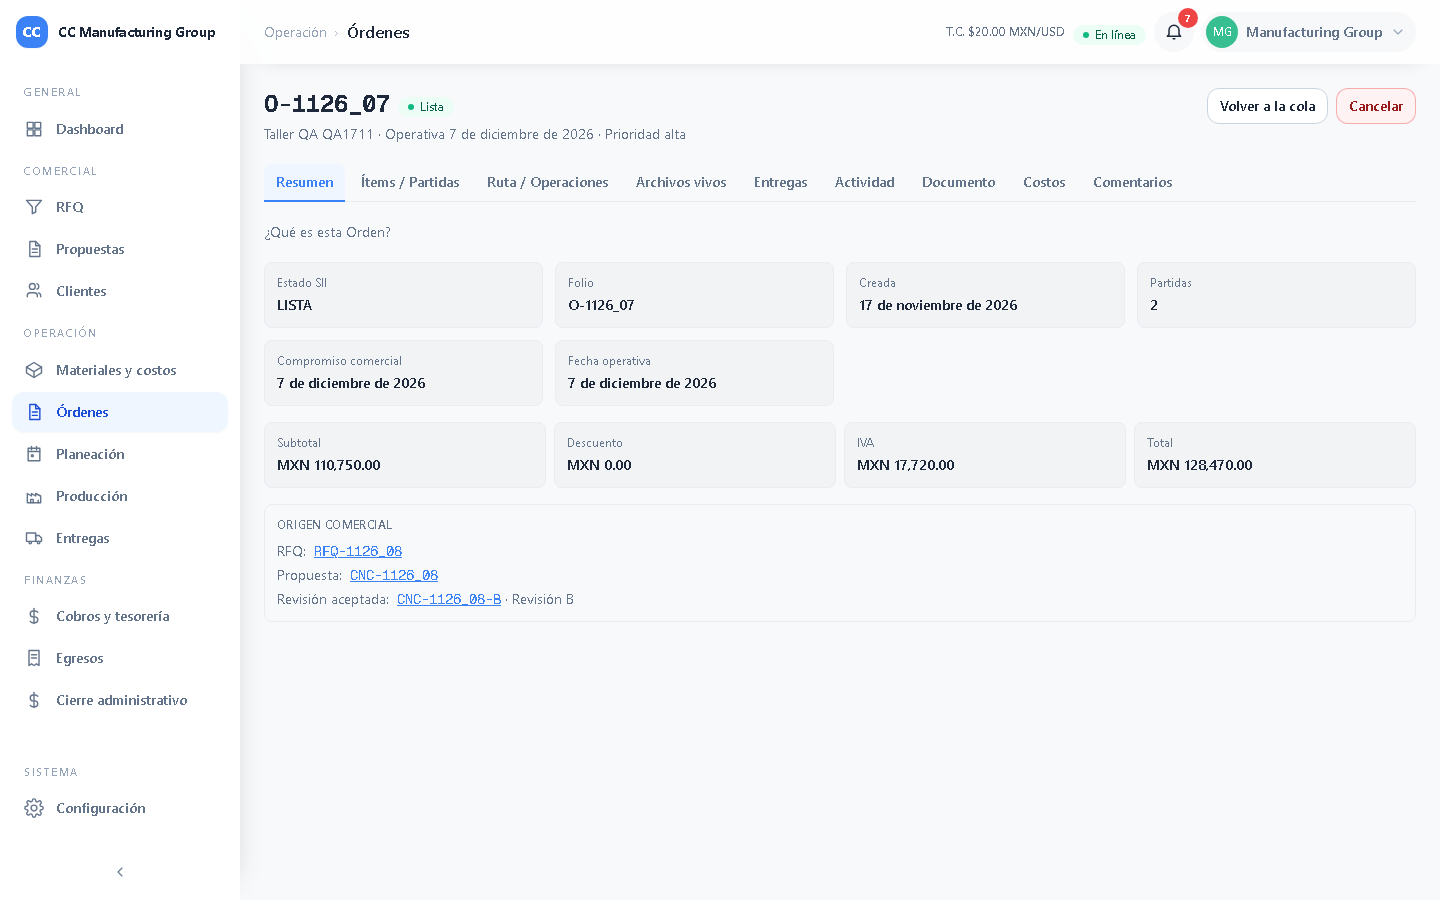 CC
CC Manufacturing Group
GENERAL
Dashboard
COMERCIAL
RFQ
Propuestas
Clientes
OPERACIÓN
Materiales y costos
Órdenes
Planeación
Producción
Entregas
FINANZAS
Cobros y tesorería
Egresos
Cierre administrativo
SISTEMA
Configuración
Operación › Órdenes
T.C. $20.00 MXN/USD
En línea
7
MG
Manufacturing Group
O-1126_07
Lista
Taller QA QA1711 · Operativa 7 de diciembre de 2026 · Prioridad alta
Volver a la cola
Cancelar
Resumen
Ítems / Partidas
Ruta / Operaciones
Archivos vivos
Entregas
Actividad
Documento
Costos
Comentarios
¿Qué es esta Orden?
Estado SII
LISTA
Folio
O-1126_07
Creada
17 de noviembre de 2026
Partidas
2
Compromiso comercial
7 de diciembre de 2026
Fecha operativa
7 de diciembre de 2026
Subtotal
MXN 110,750.00
Descuento
MXN 0.00
IVA
MXN 17,720.00
Total
MXN 128,470.00
ORIGEN COMERCIAL
RFQ: RFQ-1126_08
Propuesta: CNC-1126_08
Revisión aceptada: CNC-1126_08-B · Revisión B